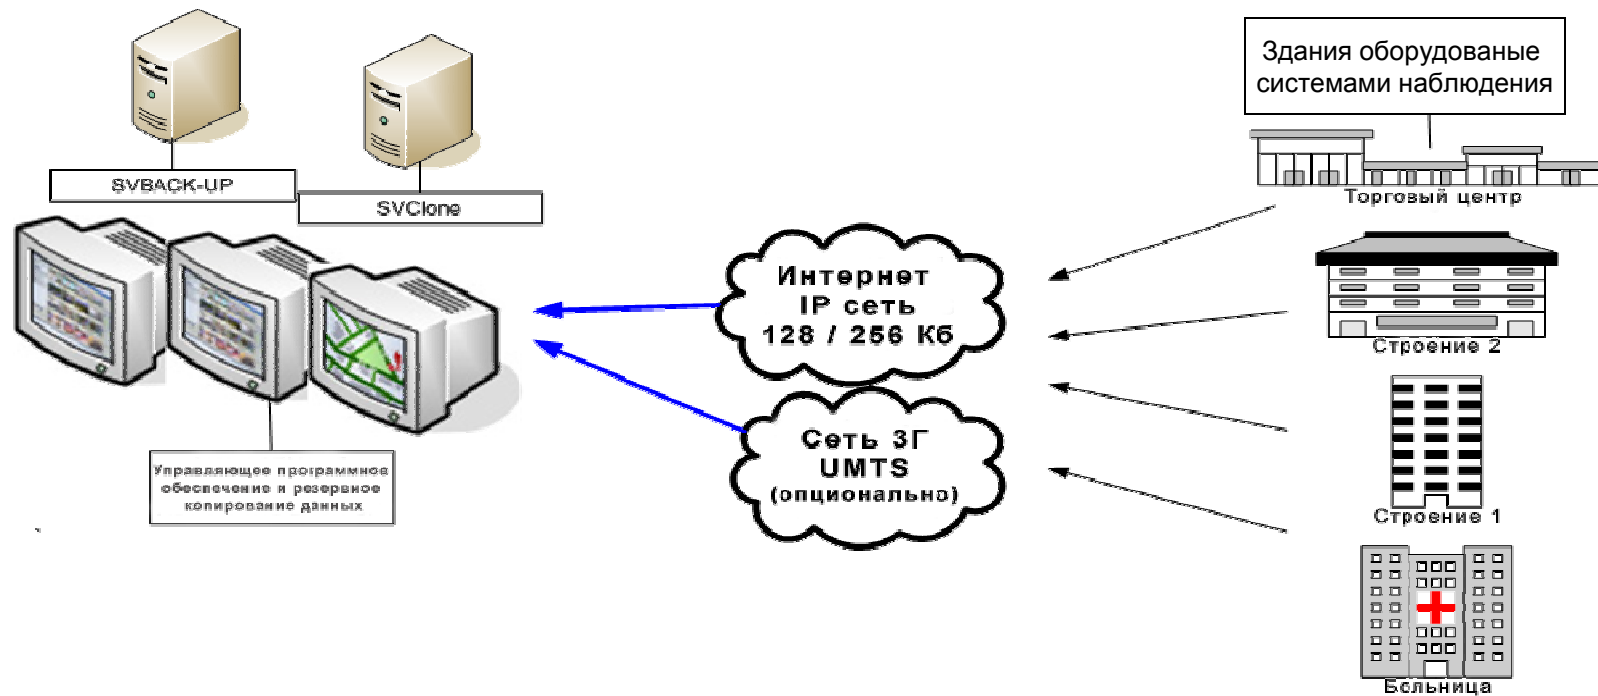 Здания оборудованые
системами наблюдения
SVBACK-UP
SVClone
Торговый центр
Интернет
IP сеть
128 / 256 Кб
Строение 2
Сеть 3Г
UMTS
(опционально)
Управляющее программное
обеспечение и резервное
копирование данных
Строение 1
Больница